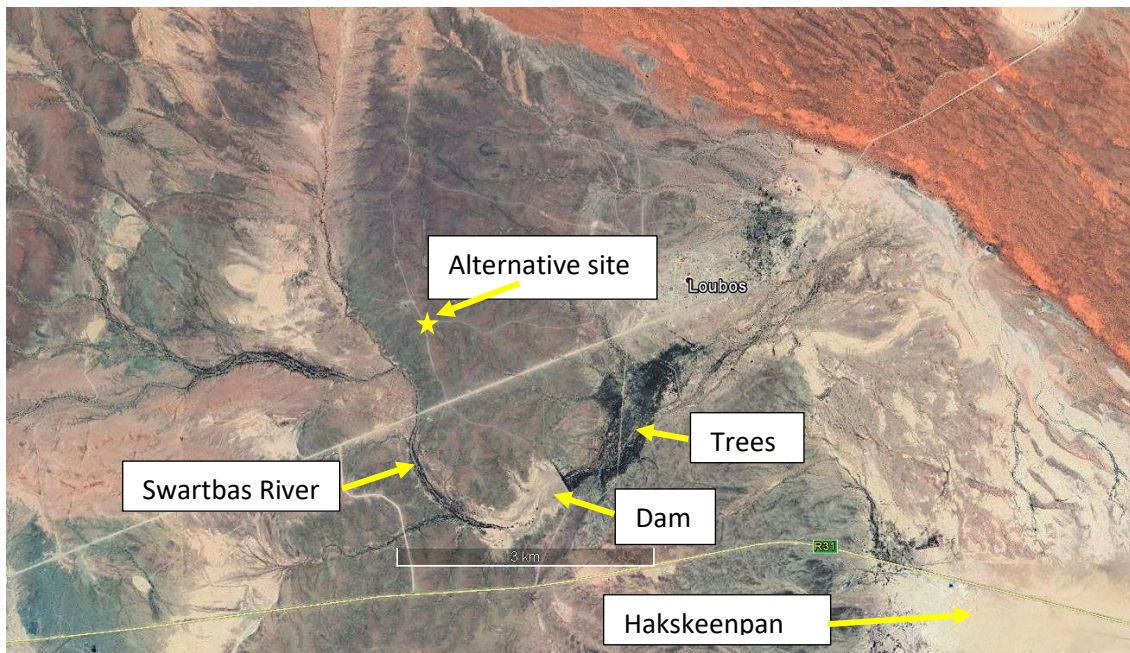 Alternative site
Loubos
Trees
Swartbas River
Dam
3 km
R31
Hakskeenpan